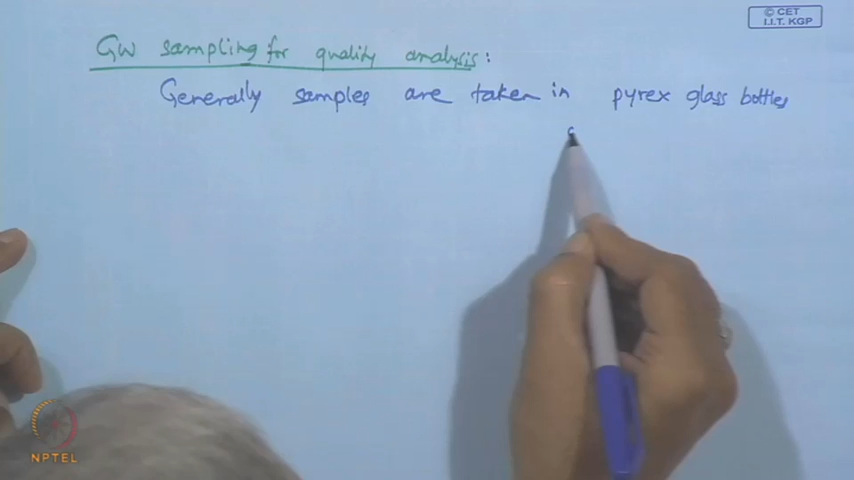 © CET
I.I.T. KGP
GW sampling for quality analysis:
Generally samples are taken in pyrex glass bottles
NPTEL